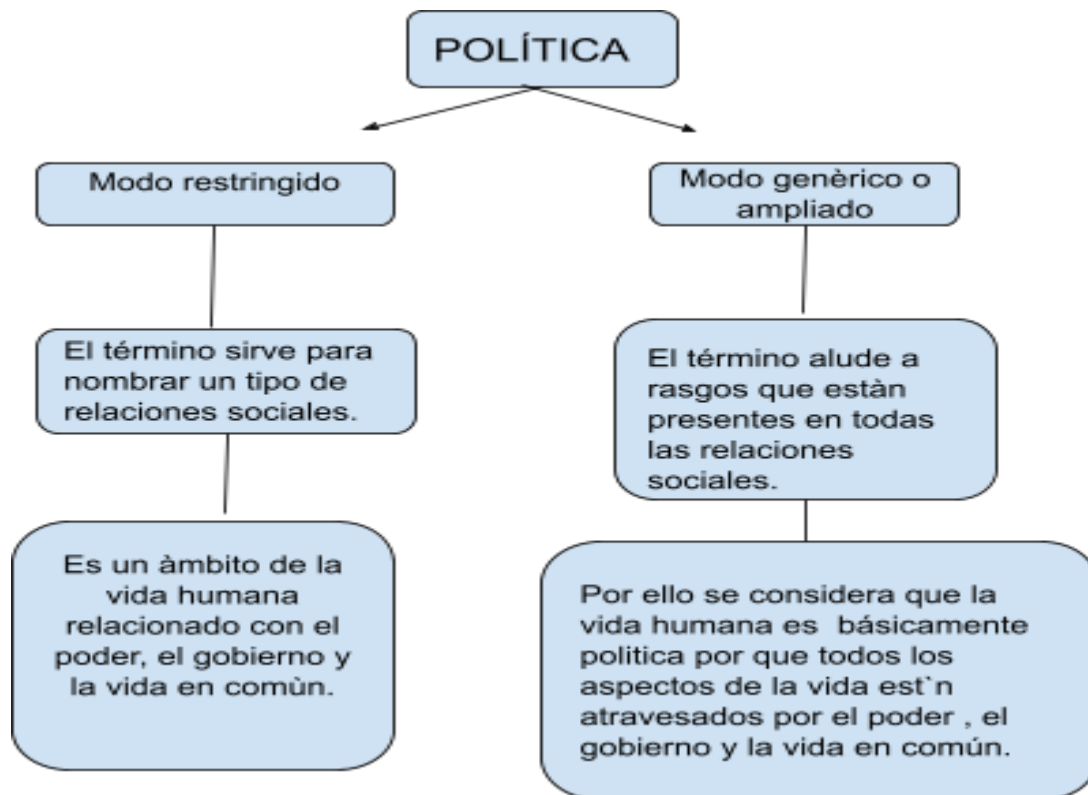 POLÍTICA
Modo restringido
Modo genèrico o
ampliado
El término sirve para
nombrar un tipo de
relaciones sociales.
El término alude a
rasgos que estàn
presentes en todas
las relaciones
sociales.
Es un àmbito de la
vida humana
relacionado con el
poder, el gobierno y
la vida en comùn.
Por ello se considera que la
vida humana es  básicamente
politica por que todos los
aspectos de la vida est`n
atravesados por el poder , el
gobierno y la vida en común.